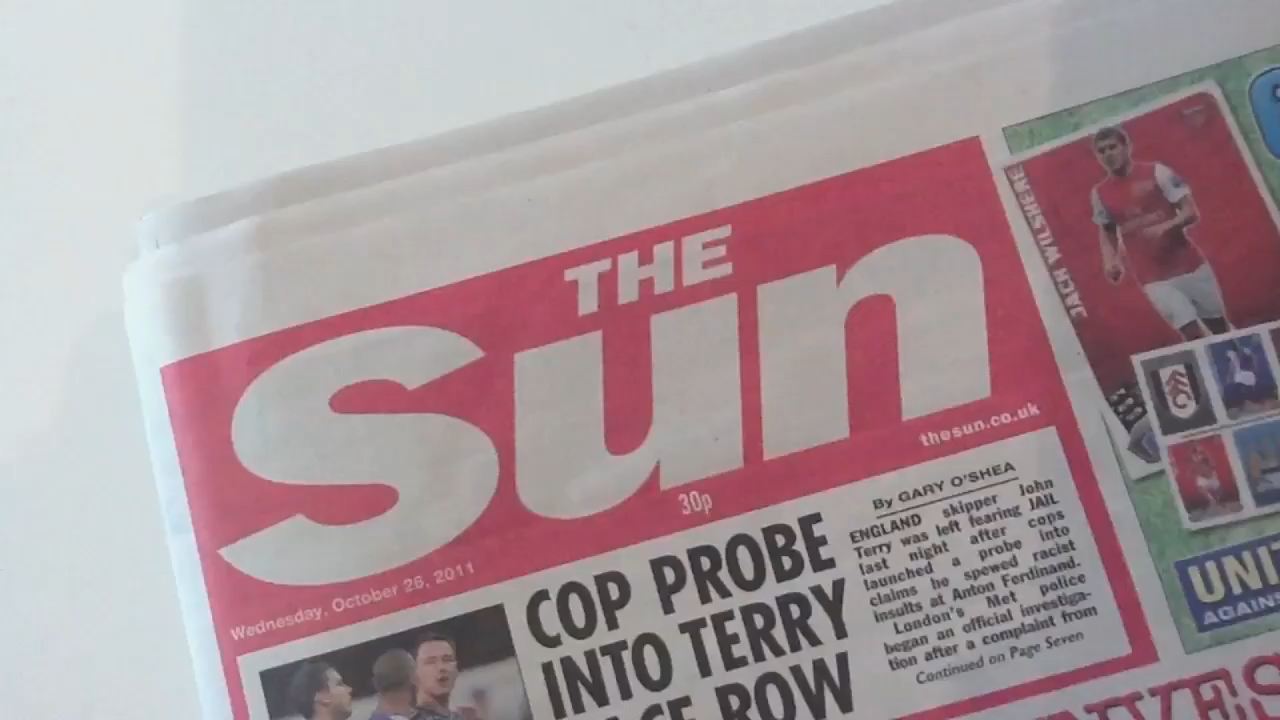 THE
Sun
thesun.co.uk
30p
Wednesday, October 26, 2011
COP PROBE
INTO TERRY
ROW
By GARY O'SHEA
ENGLAND skipper John
Terry was left fearing JAIL
last night after cops
launched a probe into
claims he spewed racist
insults at Anton Ferdinand.
London's Met police
began an official investiga-
tion after a complaint from
Continued on Page Seven
JACK WILSHERE